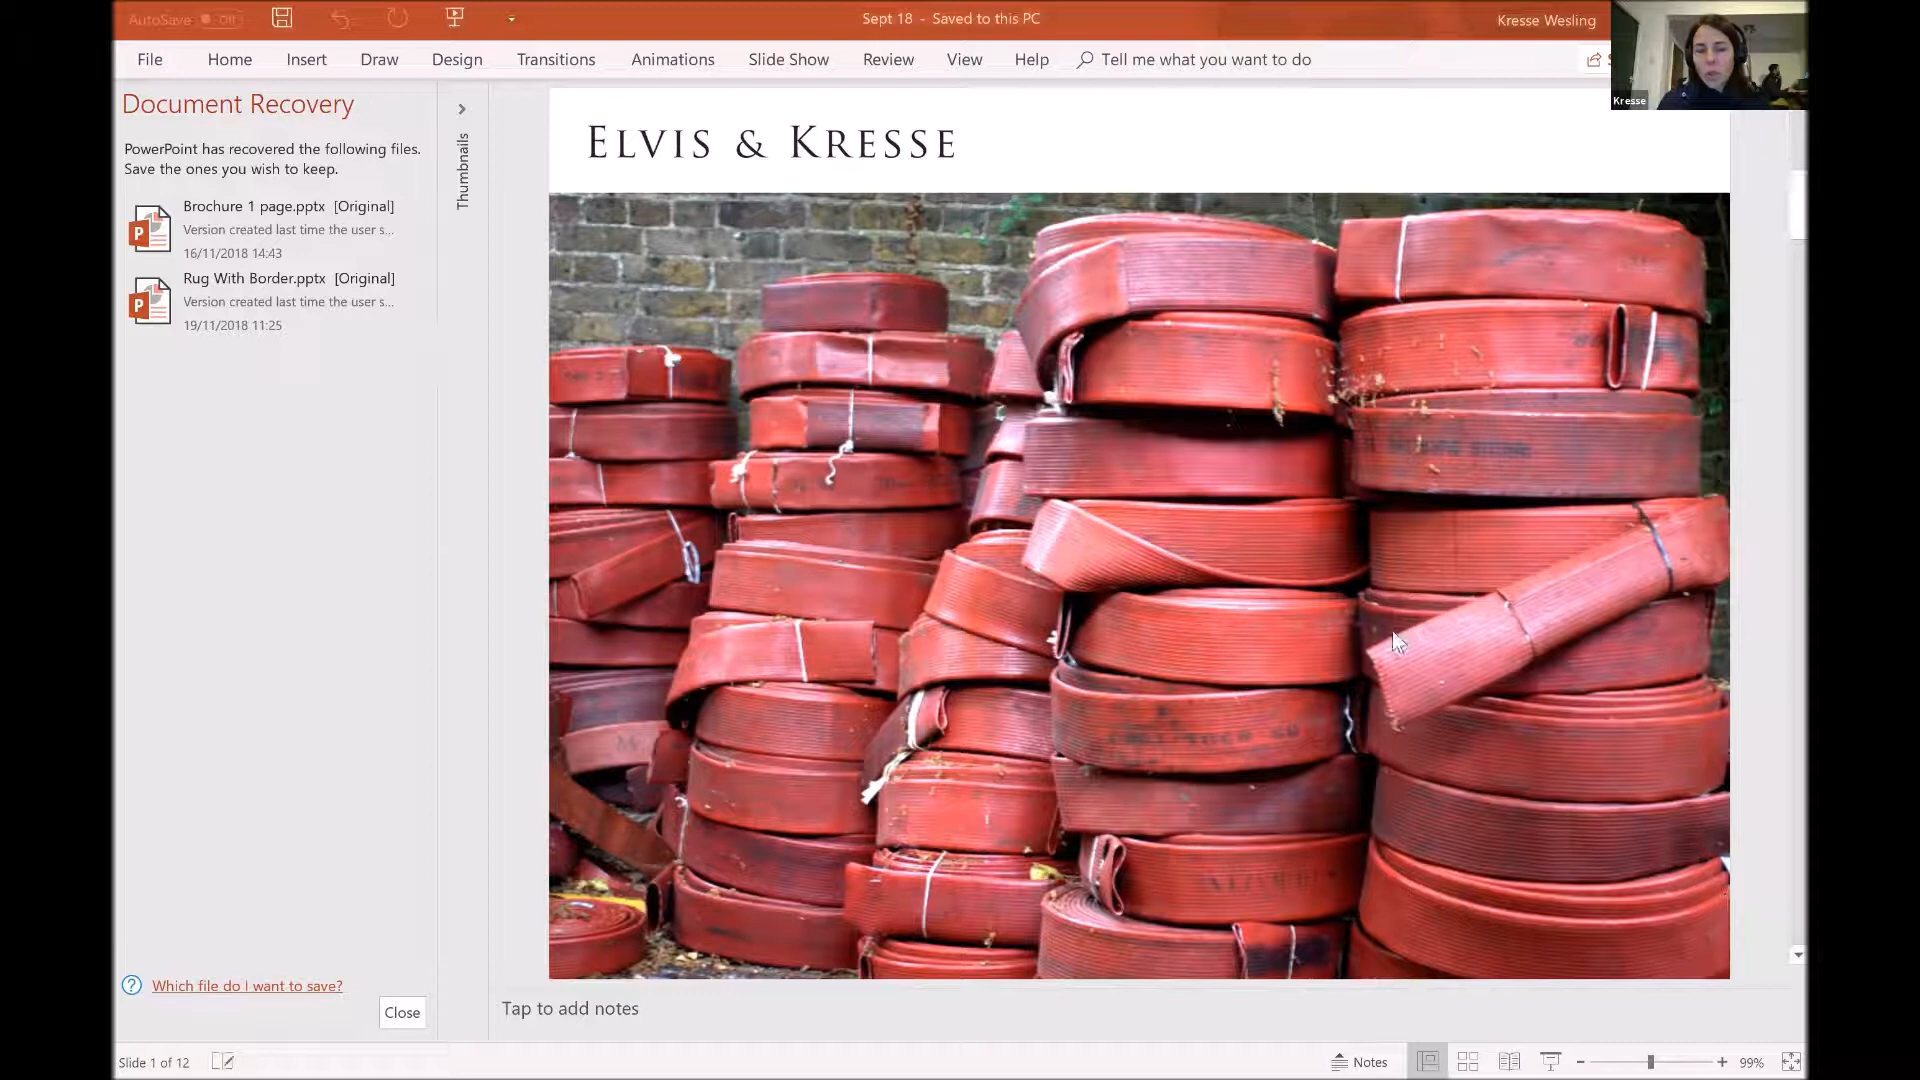 AutoSave Off
Sept 18 - Saved to this PC
Kresse Wesling
File Home Insert Draw Design Transitions Animations Slide Show Review View Help Tell me what you want to do
Kresse
Document Recovery
PowerPoint has recovered the following files.
Save the ones you wish to keep.
Brochure 1 page.pptx [Original]
Version created last time the user s...
16/11/2018 14:43
Rug With Border.pptx [Original]
Version created last time the user s...
19/11/2018 11:25
Thumbnails
ELVIS & KRESSE
Which file do I want to save?
Close
Tap to add notes
Slide 1 of 12
Notes
99%